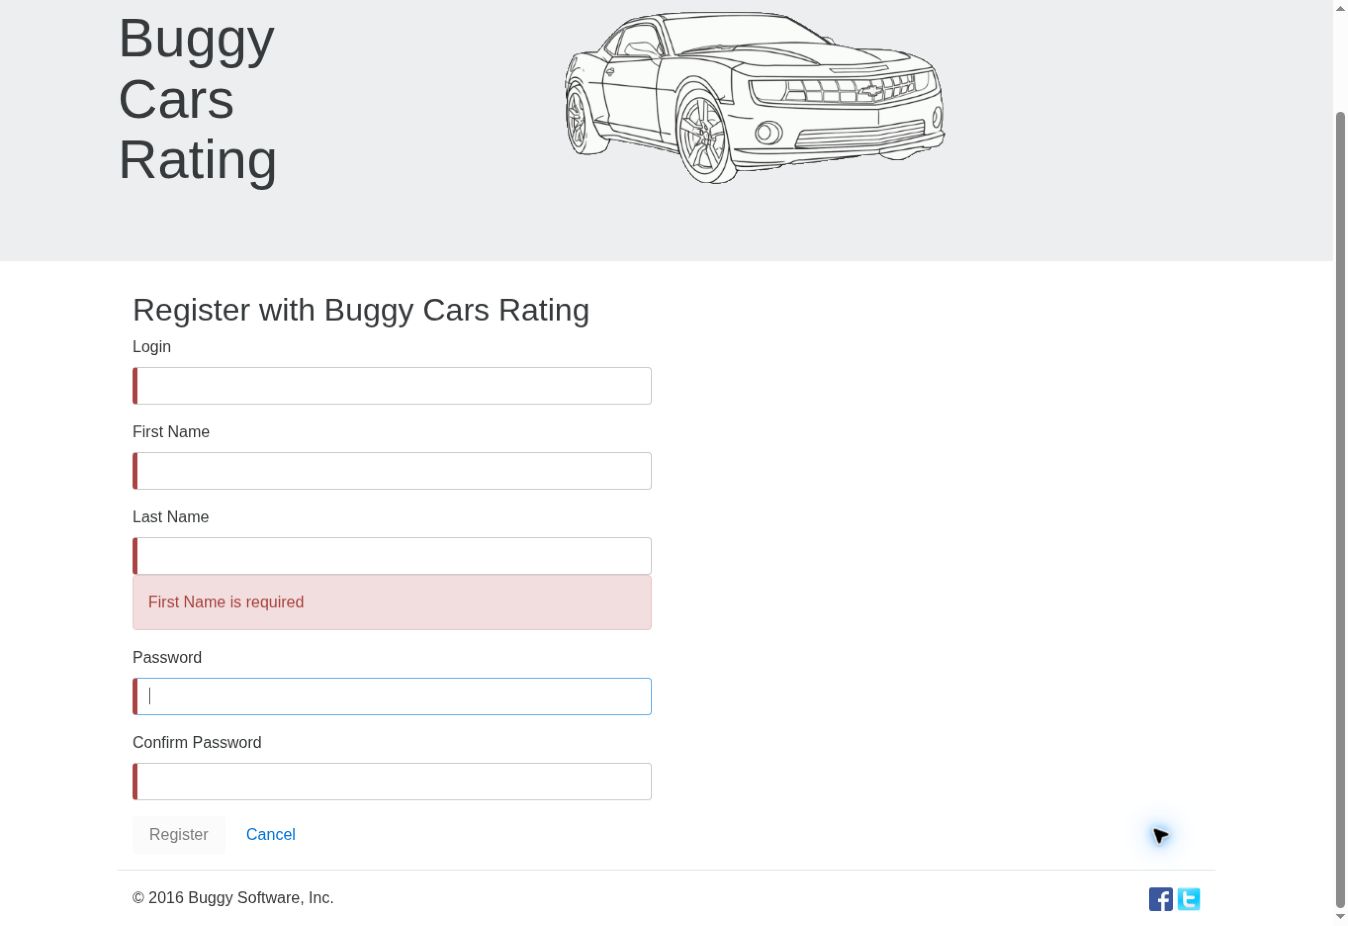 Buggy
Cars
Rating
Register with Buggy Cars Rating
Login
First Name
Last Name
First Name is required
Password
Confirm Password
Register Cancel
© 2016 Buggy Software, Inc.